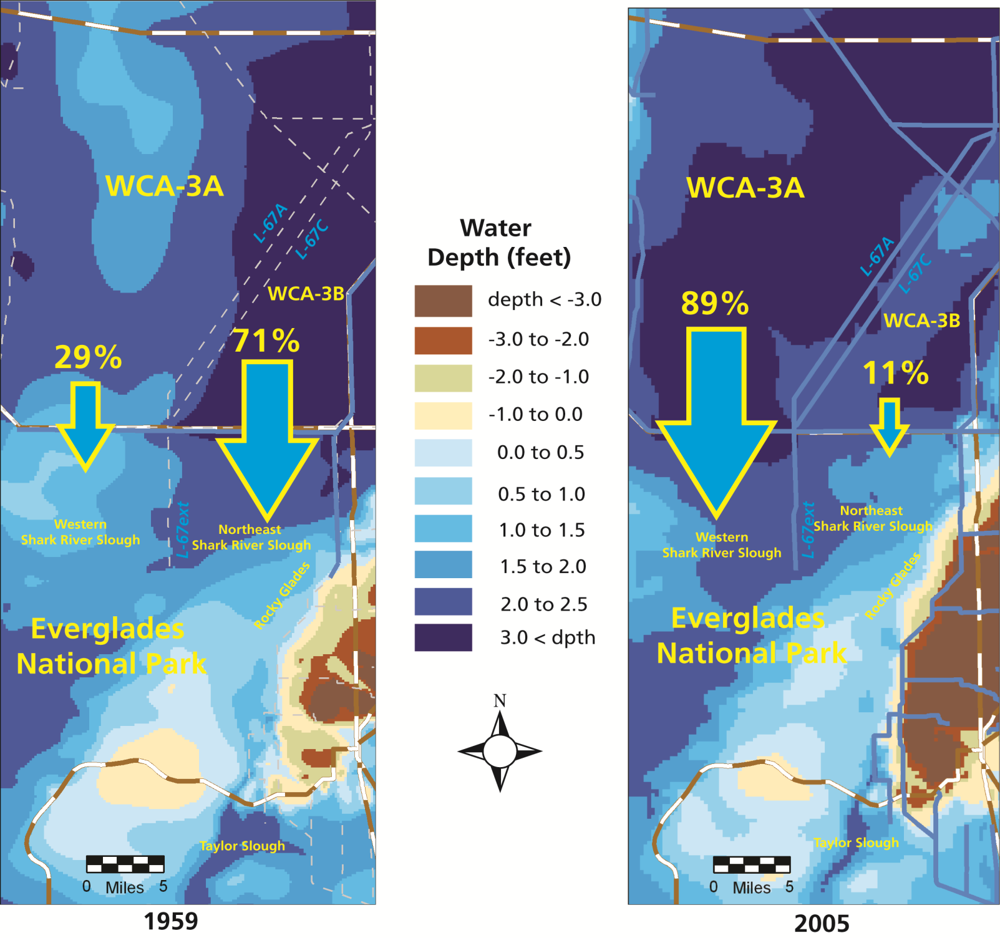 WCA-3A
L-67A
L-67C
WCA-3B
29%
71%
Western
Shark River Slough
L-67ext
Northeast
Shark River Slough
Rocky Glades
Everglades
National Park
Taylor Slough
0 Miles 5
1959
Water
Depth (feet)
depth < -3.0
-3.0 to -2.0
-2.0 to -1.0
-1.0 to 0.0
0.0 to 0.5
0.5 to 1.0
1.0 to 1.5
1.5 to 2.0
2.0 to 2.5
3.0 < dpth
N
WCA-3A
L-67A
L-67C
89%
WCA-3B
11%
Western
Shark River Slough
L-67ext
Northeast
Shark River Slough
Rocky Glades
Everglades
National Park
Taylor Slough
0 Miles 5
2005